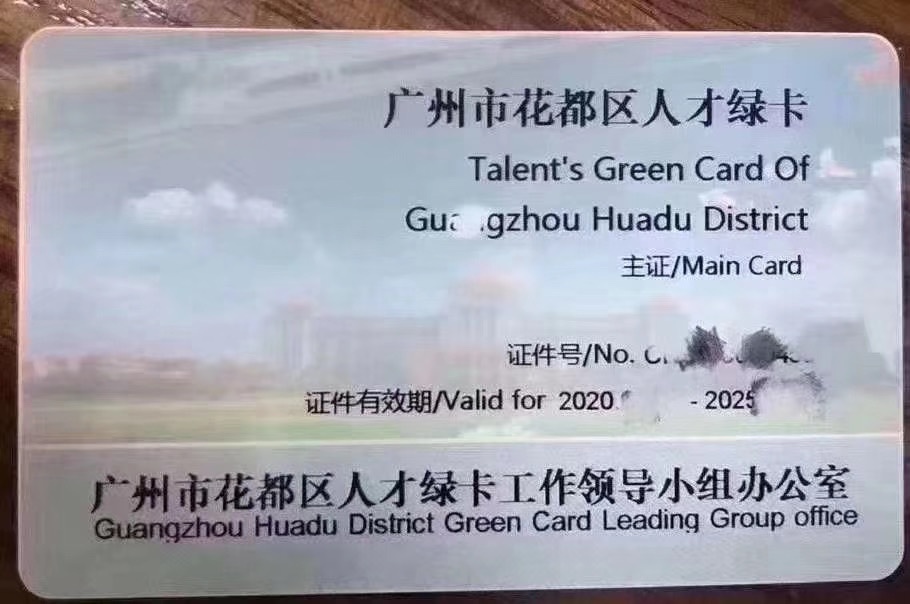 广州市花都区人才绿卡
Talent's Green Card Of
Guangzhou Huadu District
主证/Main Card
证件号/No.
证件有效期/Valid for 2020 - 2025
广州市花都区人才绿卡工作领导小组办公室
Guangzhou Huadu District Green Card Leading Group office